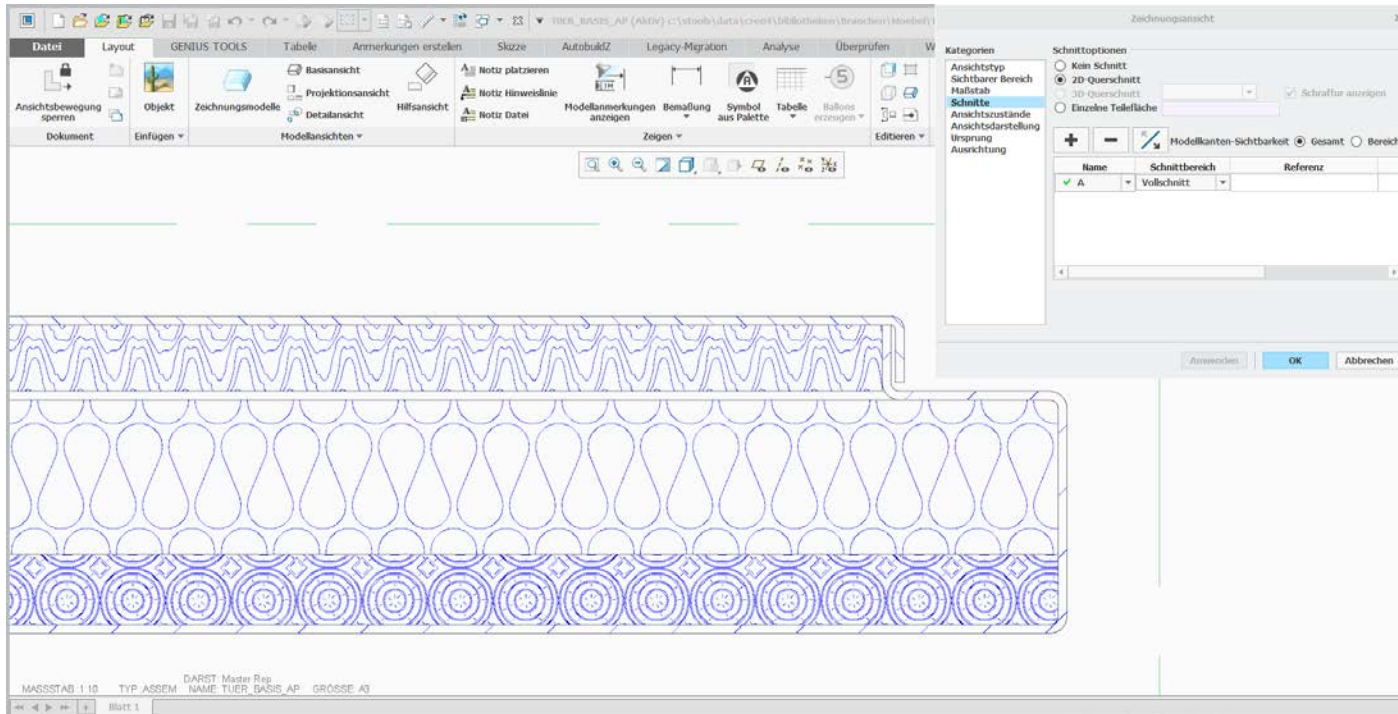 TUER_BASIS_AP (Aktiv)
Datei Layout GENIUS TOOLS Tabelle Anmerkungen erstellen Skizze AutobuildZ Legacy-Migration Analyse Überprüfen
Ansichtsbewegung sperren
Objekt
Zeichnungsmodelle
Basisansicht
Projektionsansicht
Detailansicht
Hilfsansicht
Notiz platzieren
Notiz Hinweislinie
Notiz Datei
Modellanmerkungen anzeigen
Bemaßung
Symbol aus Palette
Tabelle
Ballons erzeugen
Dokument Einfügen Modellansichten Zeigen Editieren
Zeichnungsansicht
Kategorien
Ansichtstyp
Sichtbarer Bereich
Maßstab
Schnitte
Ansichtszustände
Ansichtsdarstellung
Ursprung
Ausrichtung
Schnittoptionen
Kein Schnitt
2D-Querschnitt
3D-Querschnitt Schraffur anzeigen
Einzelne Teilefläche
Modellkanten-Sichtbarkeit Gesamt Bereich
Name Schnittbereich Referenz
A Vollschnitt
Anwenden OK Abbrechen
DARST: Master Rep
MASSSTAB 1:10 TYP ASSEM NAME: TUER_BASIS_AP GRÖSSE: A3
Blatt 1